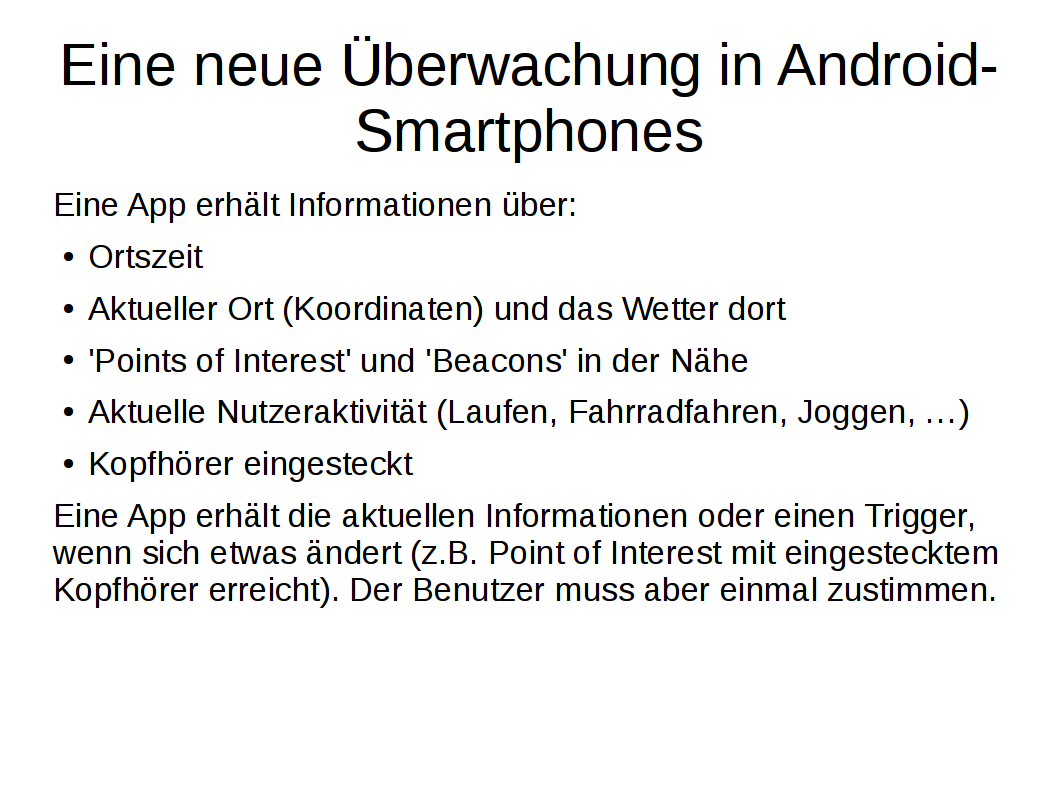 Eine neue Überwachung in Android-
Smartphones
Eine App erhält Informationen über:
• Ortszeit
• Aktueller Ort (Koordinaten) und das Wetter dort
• 'Points of Interest' und 'Beacons' in der Nähe
• Aktuelle Nutzeraktivität (Laufen, Fahrradfahren, Joggen, …)
• Kopfhörer eingesteckt
Eine App erhält die aktuellen Informationen oder einen Trigger,
wenn sich etwas ändert (z.B. Point of Interest mit eingestecktem
Kopfhörer erreicht). Der Benutzer muss aber einmal zustimmen.